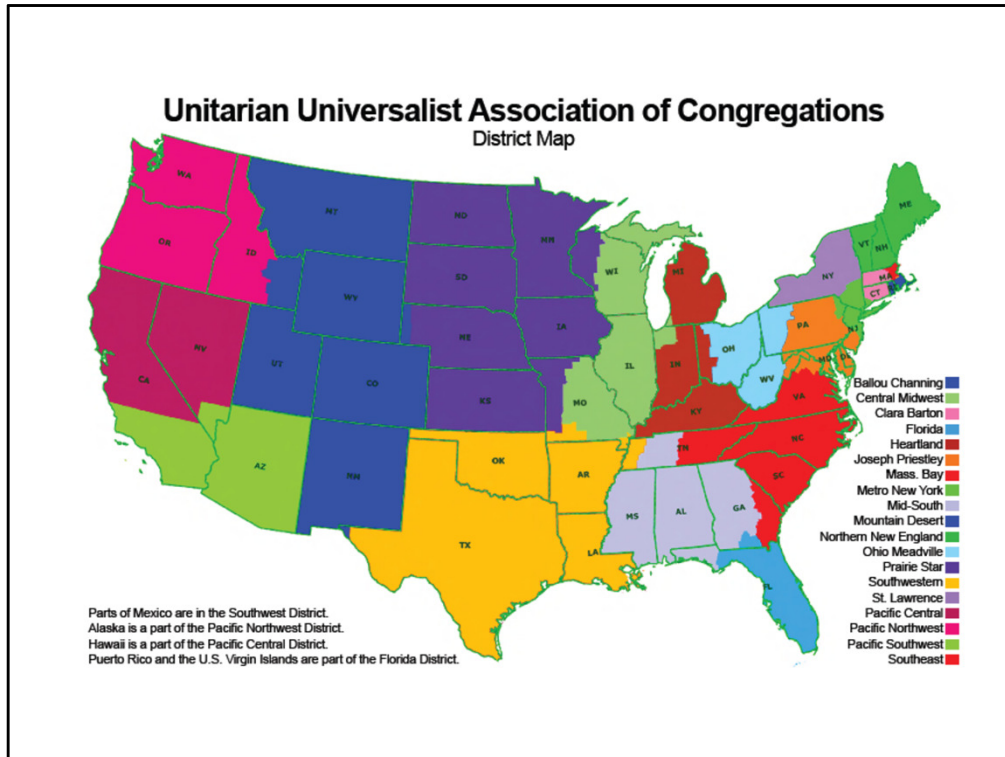 Unitarian Universalist Association of Congregations
District Map
WA
OR
ID
MT
ND
MN
SD
WY
NV
UT
CO
CA
NE
IA
KS
WI
MI
IL
IN
OH
MO
KY
WV
PA
NY
VT
NH
ME
MA
CT
RI
NJ
MD
DE
VA
NC
SC
TN
AZ
NM
OK
AR
TX
LA
MS
AL
GA
FL
Ballou Channing
Central Midwest
Clara Barton
Florida
Heartland
Joseph Priestley
Mass. Bay
Metro New York
Mid-South
Mountain Desert
Northern New England
Ohio Meadville
Prairie Star
Southwestern
St. Lawrence
Pacific Central
Pacific Northwest
Pacific Southwest
Southeast
Parts of Mexico are in the Southwest District.
Alaska is a part of the Pacific Northwest District.
Hawaii is a part of the Pacific Central District.
Puerto Rico and the U.S. Virgin Islands are part of the Florida District.